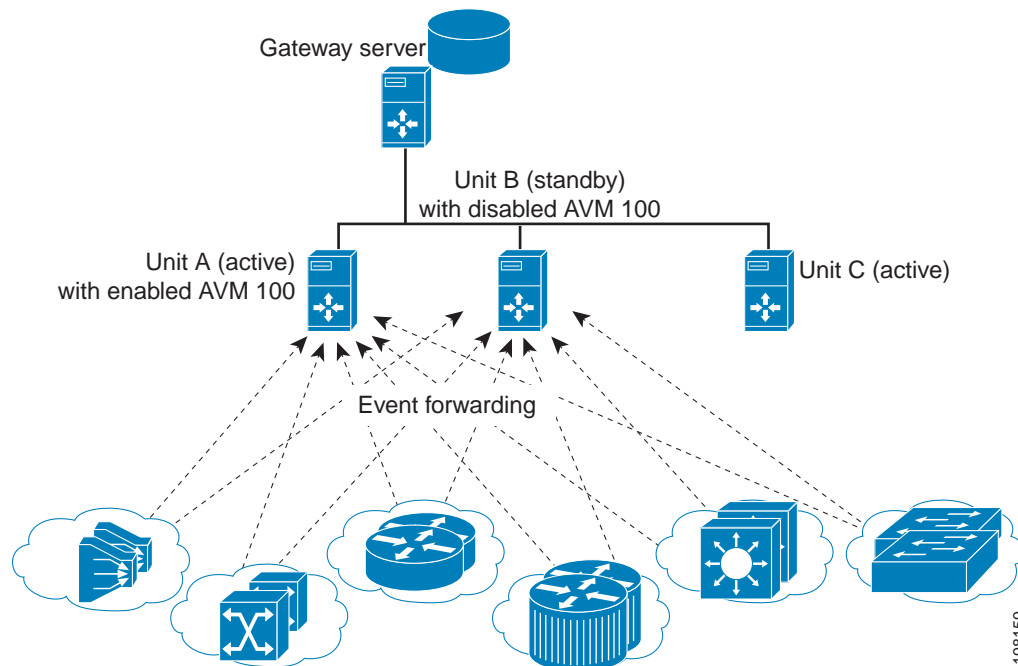 Gateway server
Unit B (standby)
with disabled AVM 100
Unit A (active)
with enabled AVM 100
Unit C (active)
Event forwarding